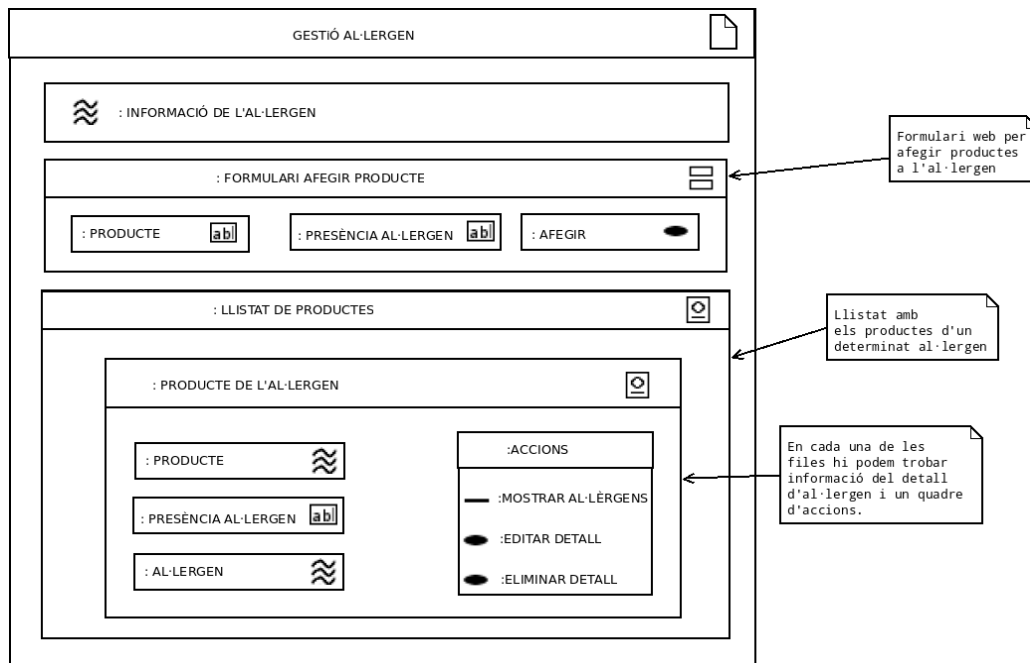 GESTIÓ AL·LERGEN
: INFORMACIÓ DE L'AL·LERGEN
Formulari web per
afegir productes
a l'al·lergen
: FORMULARI AFEGIR PRODUCTE
: PRODUCTE
ab
: PRESÈNCIA AL·LERGEN
ab
: AFEGIR
: LLISTAT DE PRODUCTES
Llistat amb
els productes d'un
determinat al·lergen
: PRODUCTE DE L'AL·LERGEN
: PRODUCTE
: PRESÈNCIA AL·LERGEN
ab
: AL·LERGEN
:ACCIONS
:MOSTRAR AL·LÈRGENS
:EDITAR DETALL
:ELIMINAR DETALL
En cada una de les
files hi podem trobar
informació del detall
d'al·lergen i un quadre
d'accions.